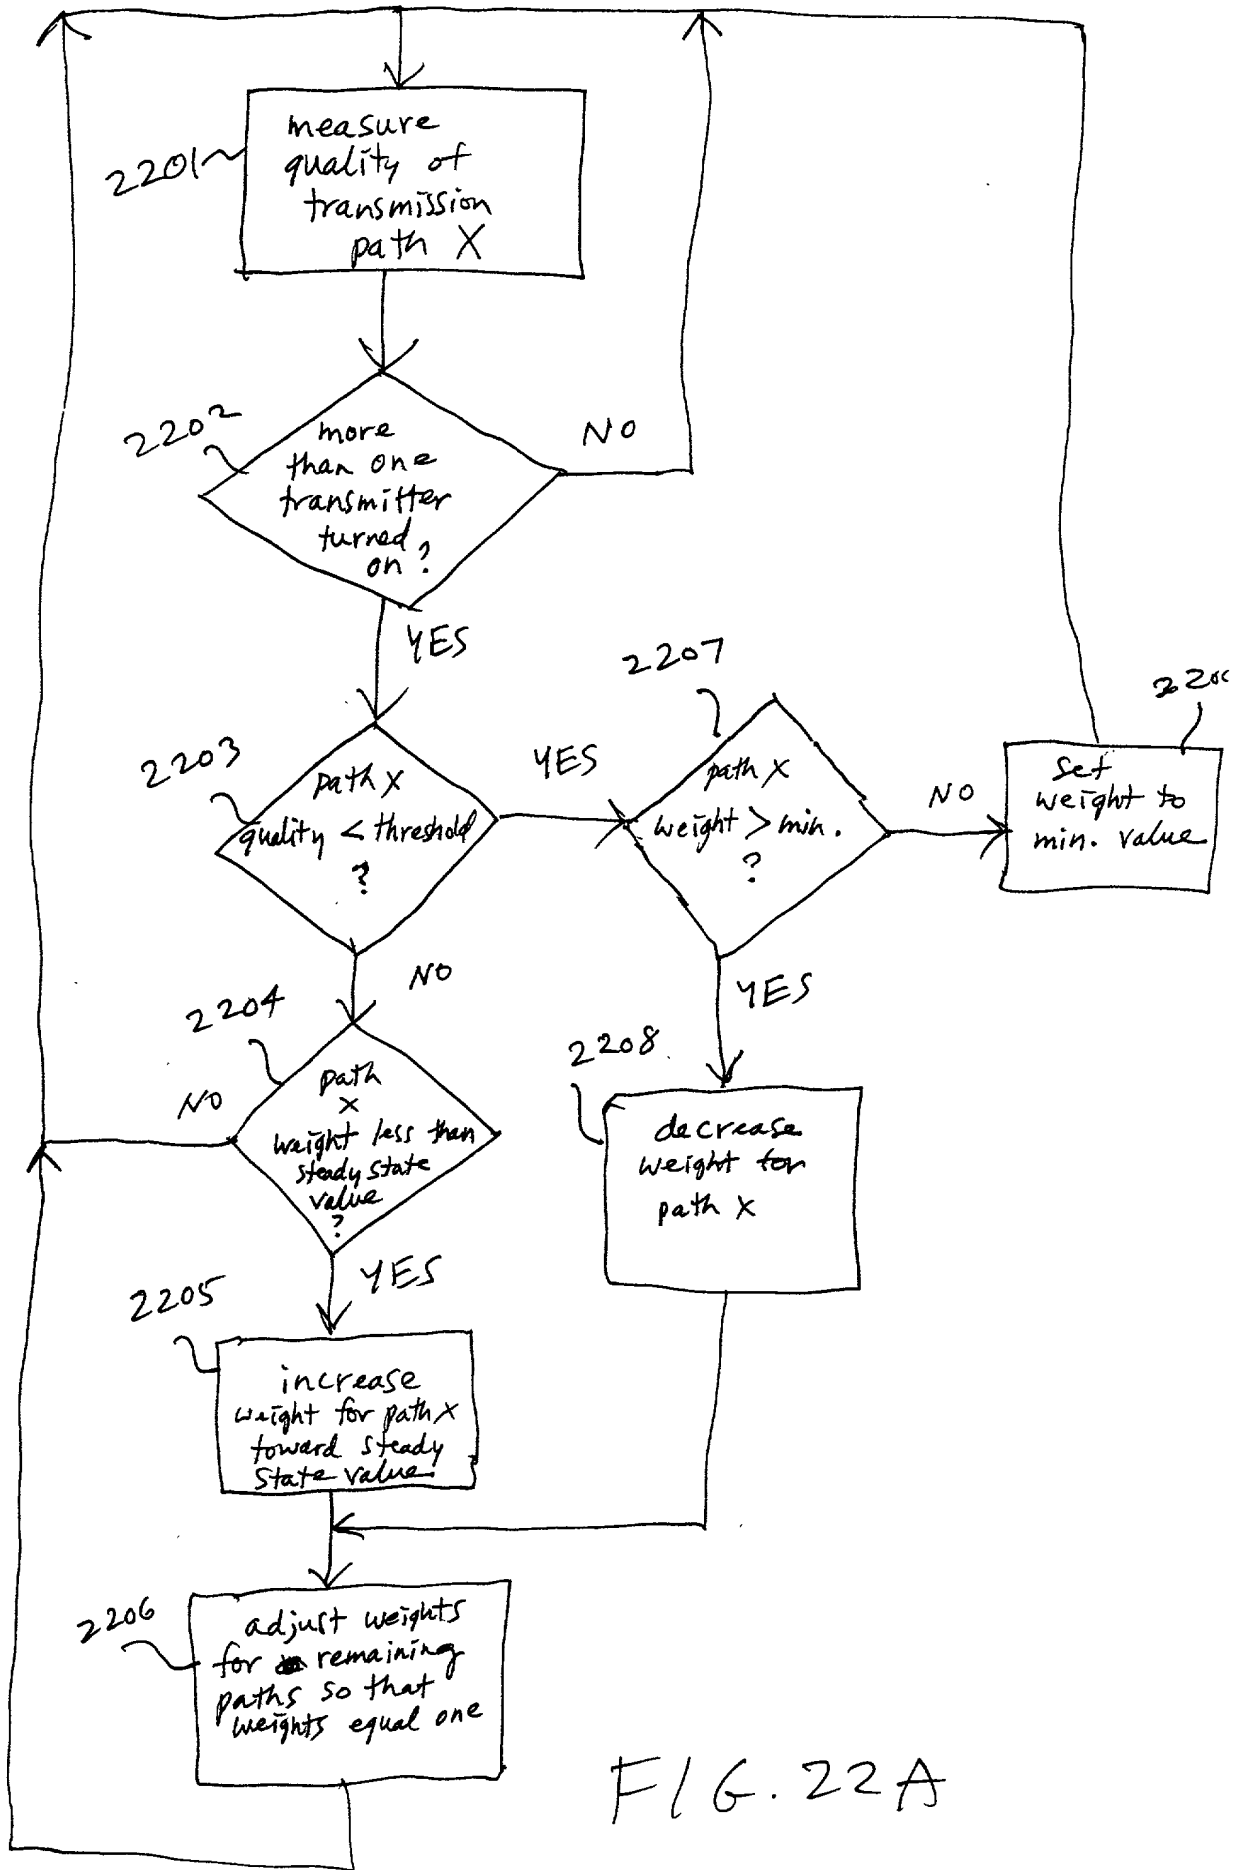 measure
quality of
transmission
path X
2201
2202
more
than one
transmitter
turned
on?
NO
YES
2203
path X
quality < threshold
?
YES
2207
path X
weight > min.
?
NO
set
weight to
min. value
NO
YES
2204
path
X
weight less than
steady state
value
?
NO
2208
decrease
weight for
path X
YES
2205
increase
weight for path X
toward steady
state value
2206
adjust weights
for remaining
paths so that
weights equal one
FIG. 22A